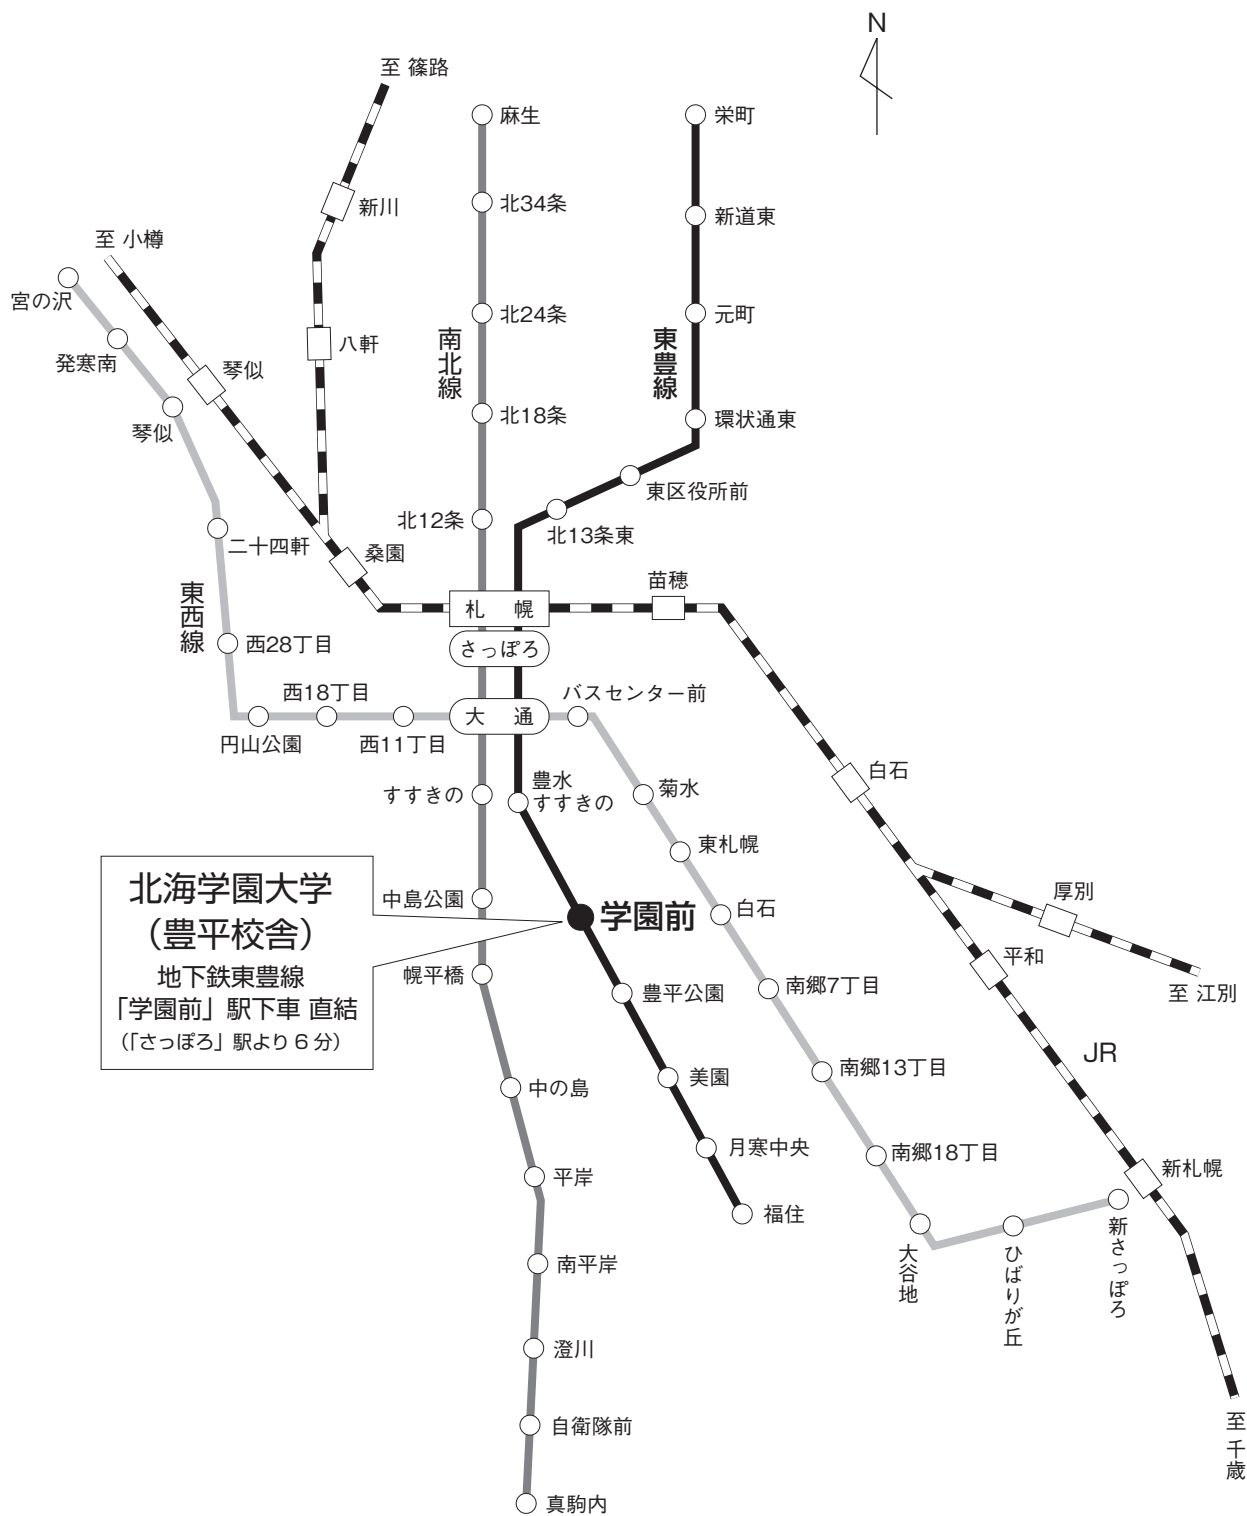 N
至 篠路
麻生
栄町
新川
北34条
新道東
至 小樽
宮の沢
北24条
元町
南北線
東豊線
八軒
発寒南
琴似
琴似
北18条
環状通東
東区役所前
北12条
北13条東
二十四軒
桑園
苗穂
東西線
札 幌
さっぽろ
西28丁目
西18丁目
バスセンター前
大 通
円山公園
西11丁目
白石
すすきの
豊水
すすきの
菊水
東札幌
北海学園大学
(豊平校舎)
地下鉄東豊線
「学園前」駅下車 直結
(「さっぽろ」駅より 6 分)
中島公園
学園前
白石
厚別
幌平橋
平和
豊平公園
南郷7丁目
至 江別
JR
中の島
美園
南郷13丁目
月寒中央
南郷18丁目
新札幌
平岸
福住
大谷地
ひばりが丘
新さっぽろ
南平岸
澄川
自衛隊前
至 千歳
真駒内